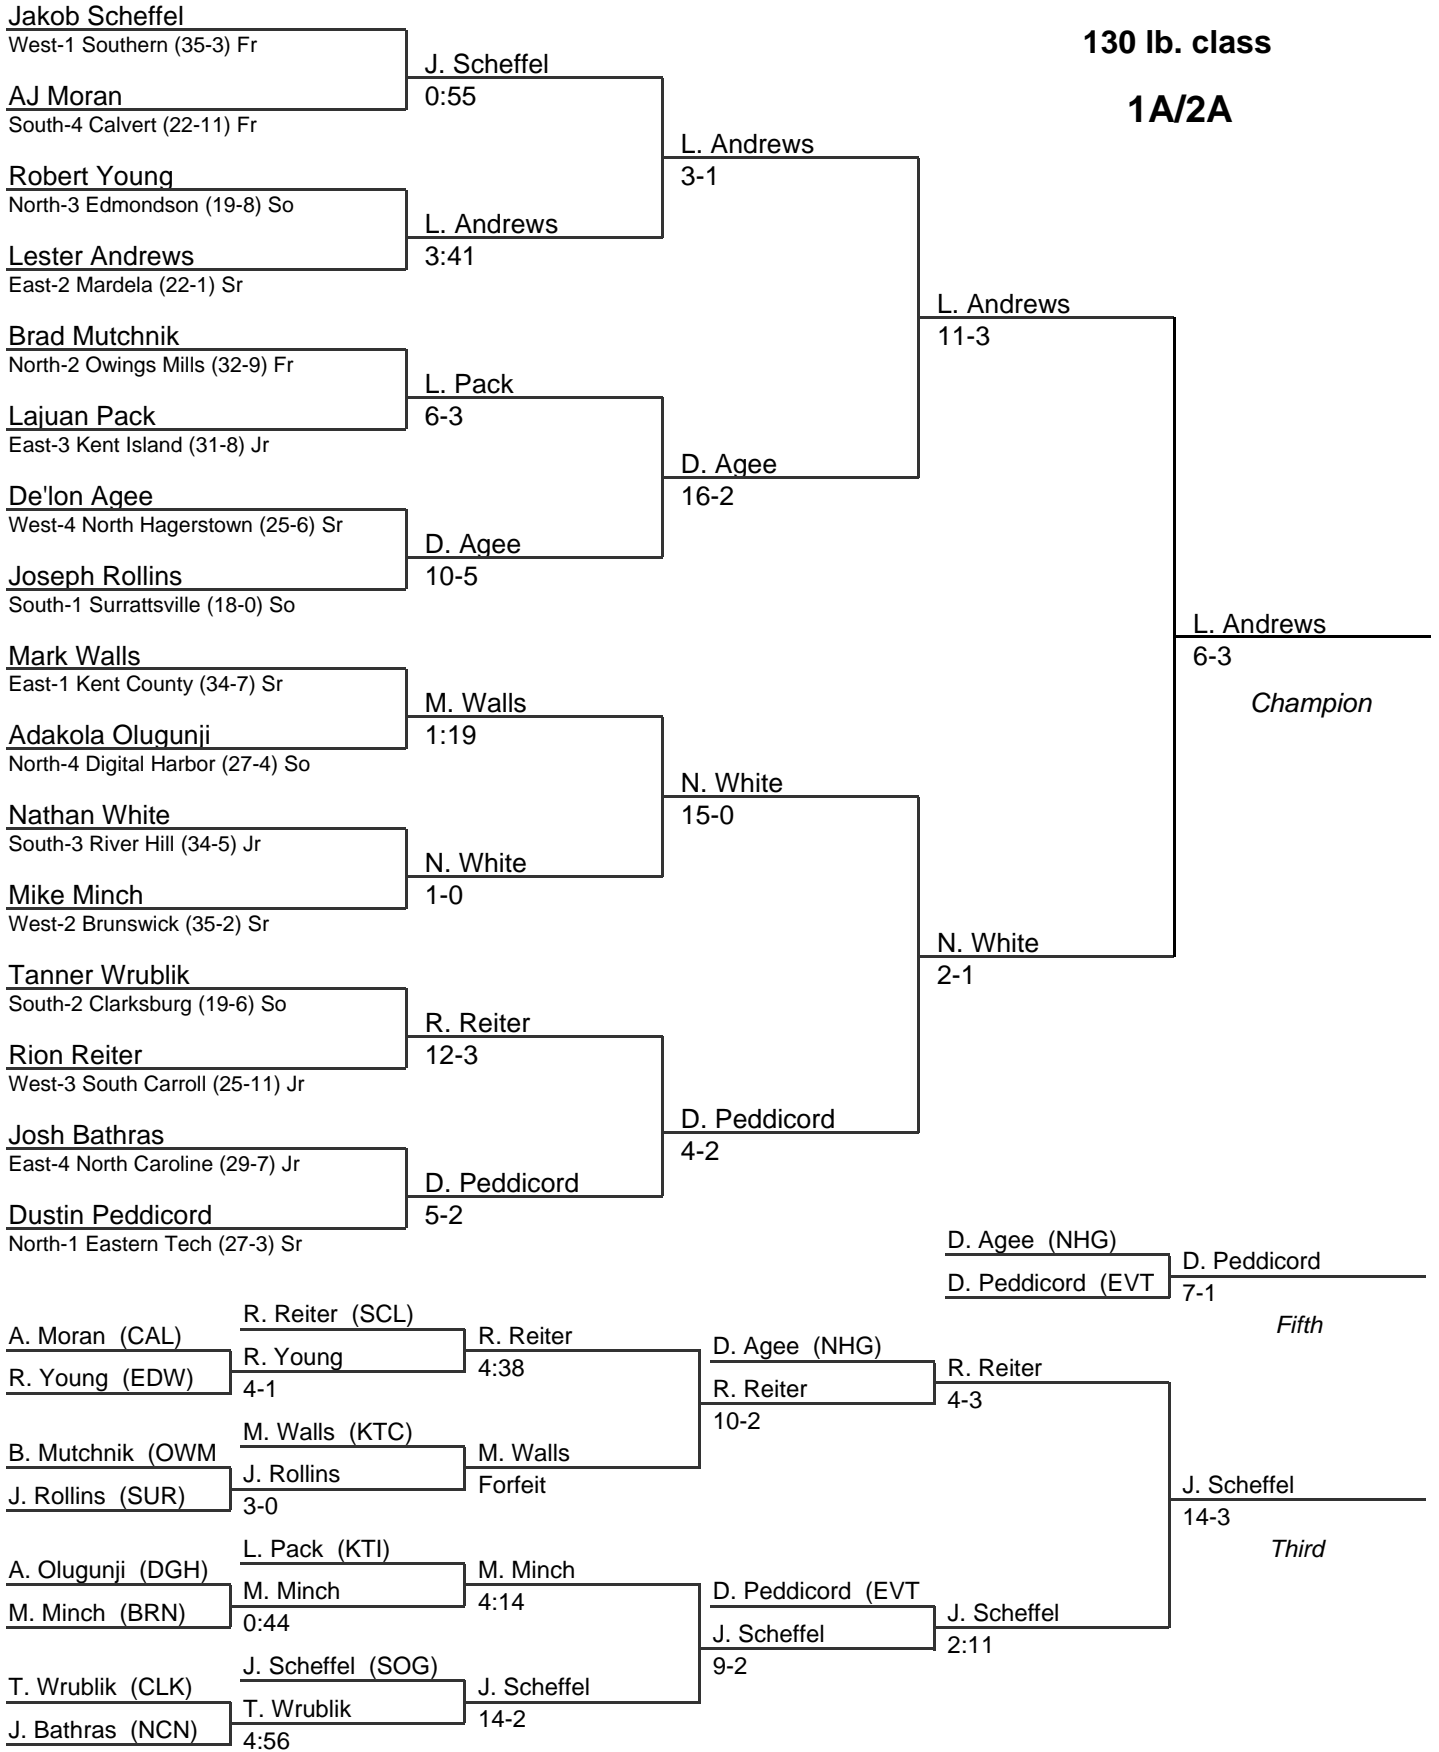 Jakob Scheffel
West-1 Southern (35-3) Fr
130 lb. class
J. Scheffel
0:55
AJ Moran
South-4 Calvert (22-11) Fr
1A/2A
L. Andrews
3-1
Robert Young
North-3 Edmondson (19-8) So
L. Andrews
3:41
Lester Andrews
East-2 Mardela (22-1) Sr
L. Andrews
11-3
Brad Mutchnik
North-2 Owings Mills (32-9) Fr
L. Pack
6-3
Lajuan Pack
East-3 Kent Island (31-8) Jr
D. Agee
16-2
De'lon Agee
West-4 North Hagerstown (25-6) Sr
D. Agee
10-5
Joseph Rollins
South-1 Surrattsville (18-0) So
L. Andrews
6-3
Champion
Mark Walls
East-1 Kent County (34-7) Sr
M. Walls
1:19
Adakola Olugunji
North-4 Digital Harbor (27-4) So
N. White
15-0
Nathan White
South-3 River Hill (34-5) Jr
N. White
1-0
Mike Minch
West-2 Brunswick (35-2) Sr
N. White
2-1
Tanner Wrublik
South-2 Clarksburg (19-6) So
R. Reiter
12-3
Rion Reiter
West-3 South Carroll (25-11) Jr
D. Peddicord
4-2
Josh Bathras
East-4 North Caroline (29-7) Jr
D. Peddicord
5-2
Dustin Peddicord
North-1 Eastern Tech (27-3) Sr
D. Agee (NHG)
D. Peddicord (EVT
D. Peddicord
7-1
Fifth
A. Moran (CAL)
R. Young (EDW)
R. Reiter (SCL)
R. Young
4-1
R. Reiter
4:38
D. Agee (NHG)
R. Reiter
10-2
R. Reiter
4-3
B. Mutchnik (OWM
J. Rollins (SUR)
M. Walls (KTC)
J. Rollins
3-0
M. Walls
Forfeit
J. Scheffel
14-3
Third
A. Olugunji (DGH)
M. Minch (BRN)
L. Pack (KTI)
M. Minch
0:44
M. Minch
4:14
D. Peddicord (EVT
J. Scheffel
9-2
J. Scheffel
2:11
T. Wrublik (CLK)
J. Bathras (NCN)
J. Scheffel (SOG)
T. Wrublik
4:56
J. Scheffel
14-2